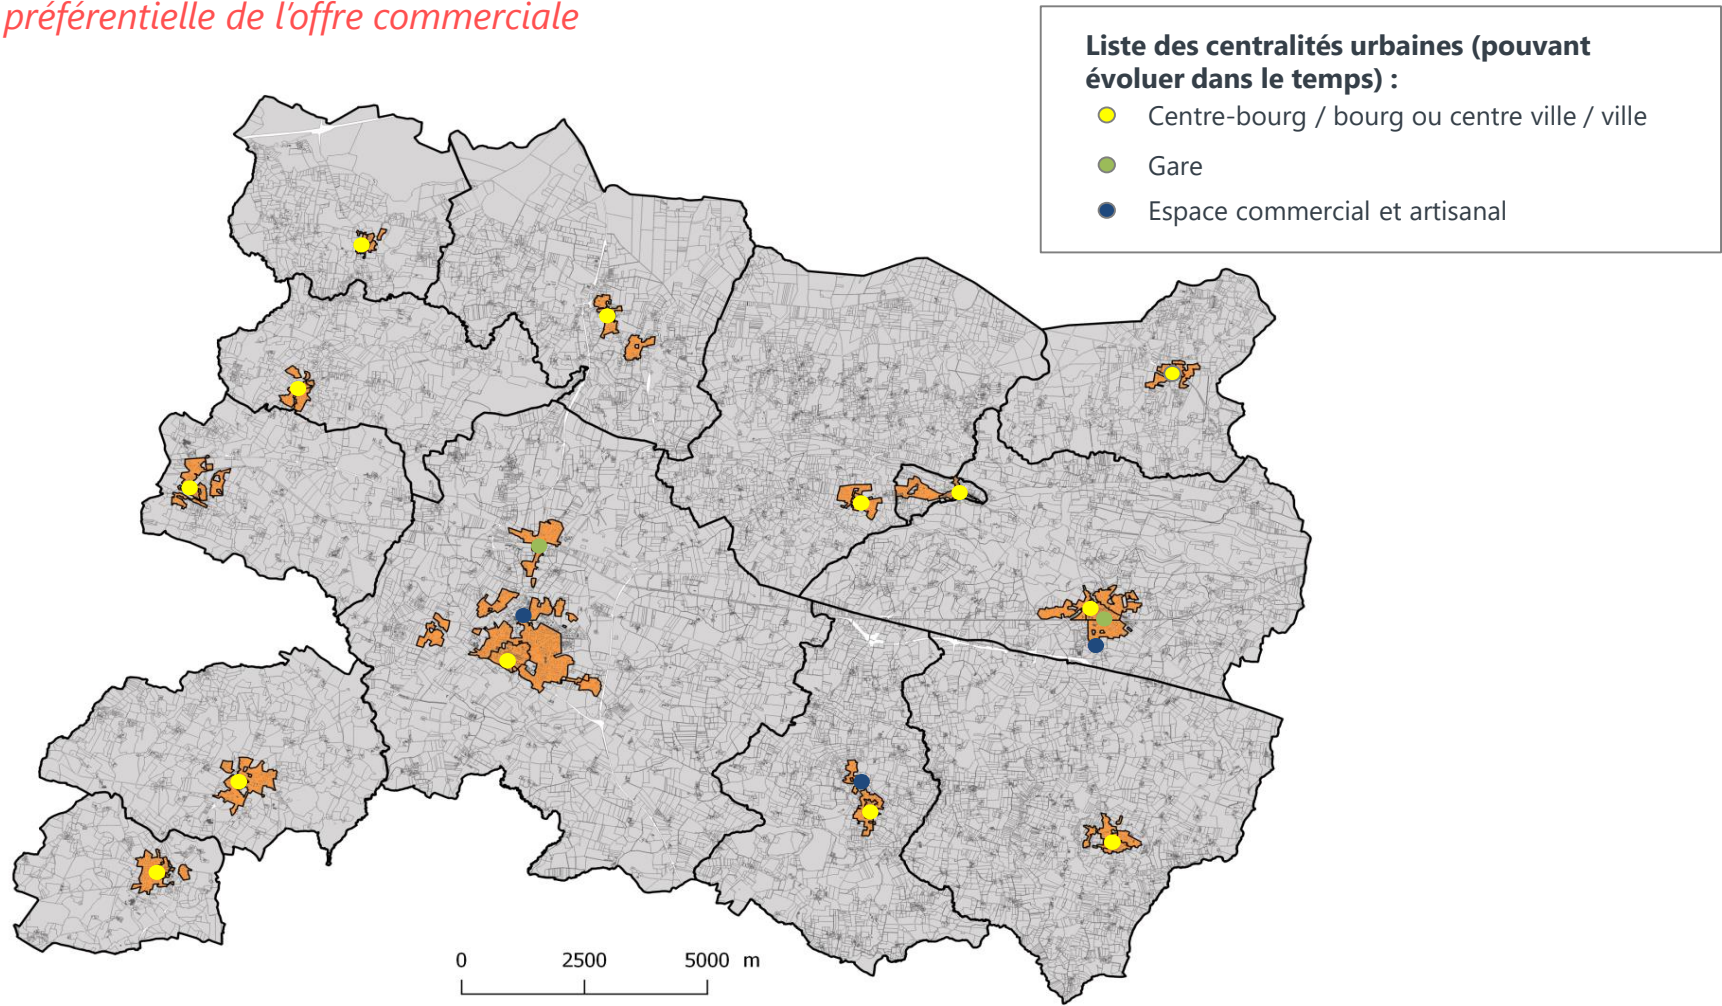 préférentielle de l'offre commerciale
Liste des centralités urbaines (pouvant
évoluer dans le temps) :
Centre-bourg / bourg ou centre ville / ville
Gare
Espace commercial et artisanal
0 2500 5000 m